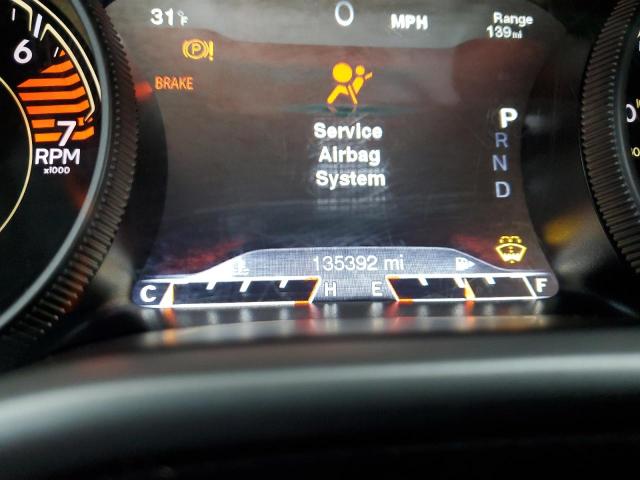 31°F
0 MPH
Range
139 mi
6
7
RPM
x1000
BRAKE
Service
Airbag
System
P
R
N
D
135392 mi
C H E F